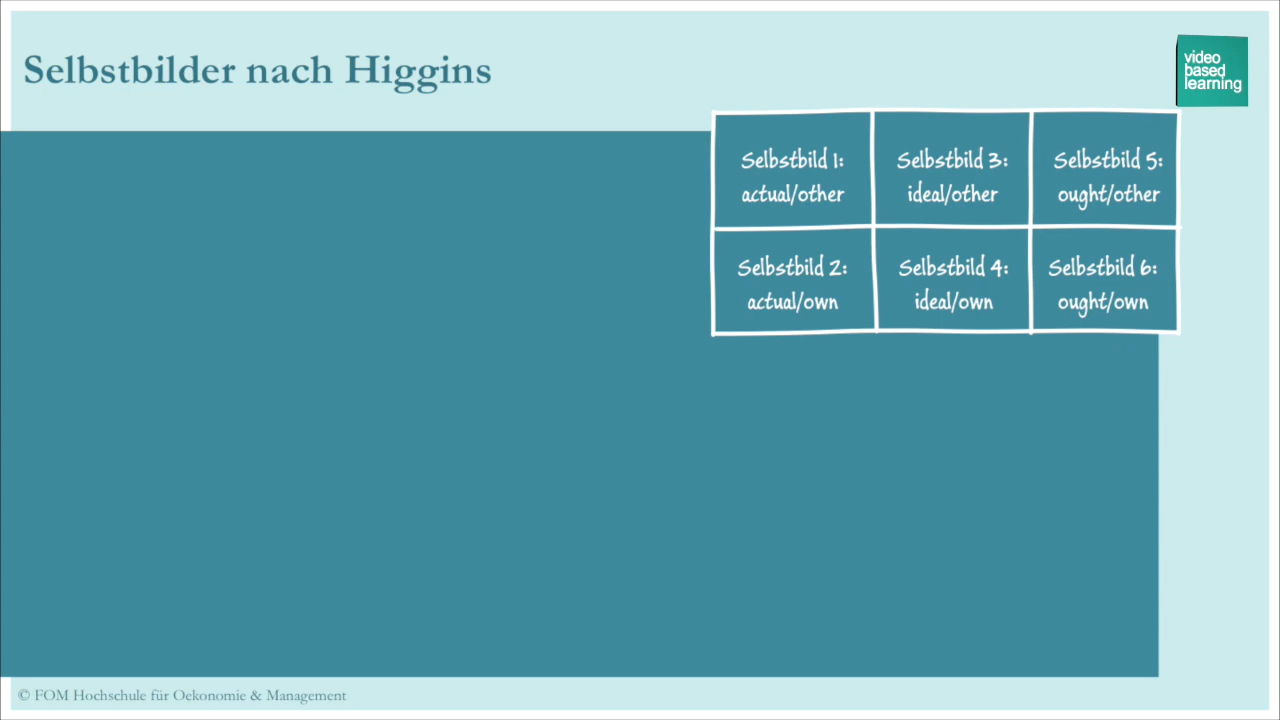 Selbstbilder nach Higgins
video
based
learning
Selbstbild 1:
actual/other
Selbstbild 3:
ideal/other
Selbstbild 5:
ought/other
Selbstbild 2:
actual/own
Selbstbild 4:
ideal/own
Selbstbild 6:
ought/own
© FOM Hochschule für Oekonomie & Management